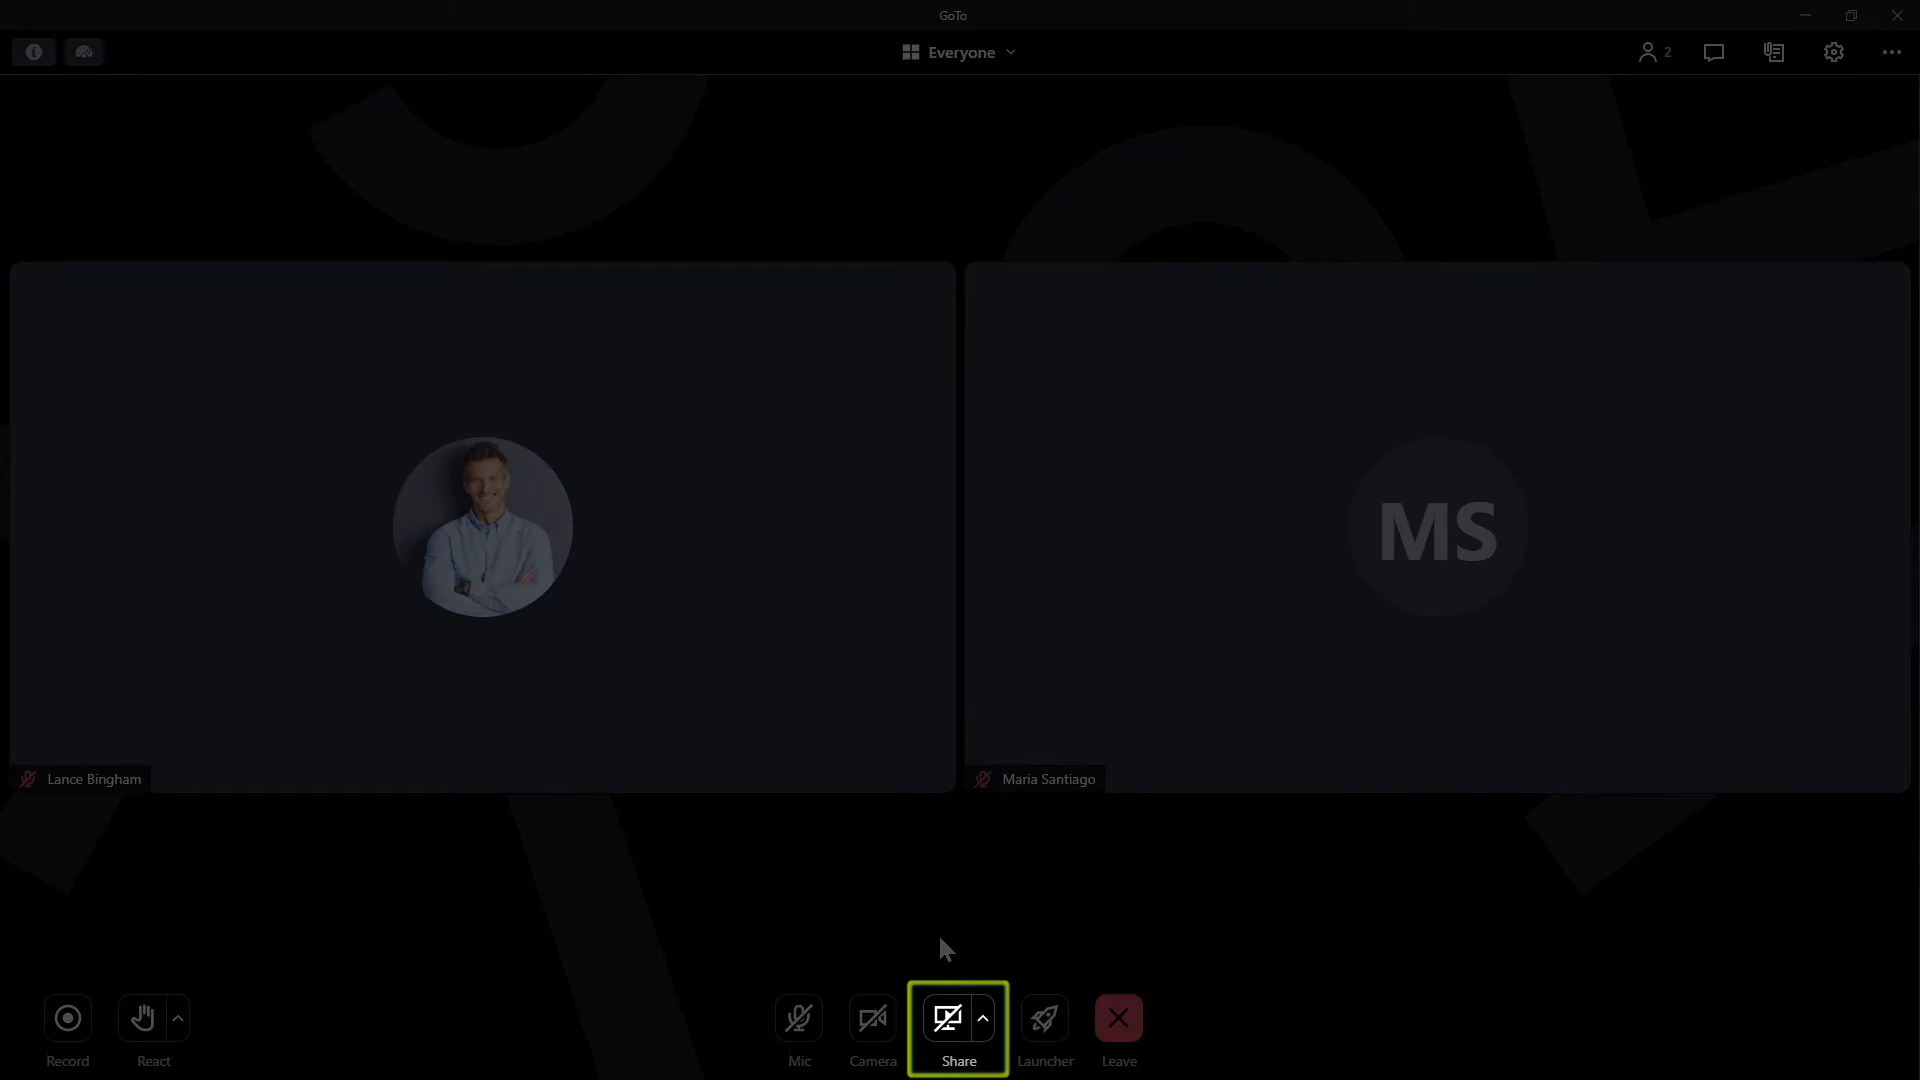 GoTo
Everyone
2
MS
Lance Bingham
Maria Santiago
Record
React
Mic
Camera
Share
Launcher
Leave